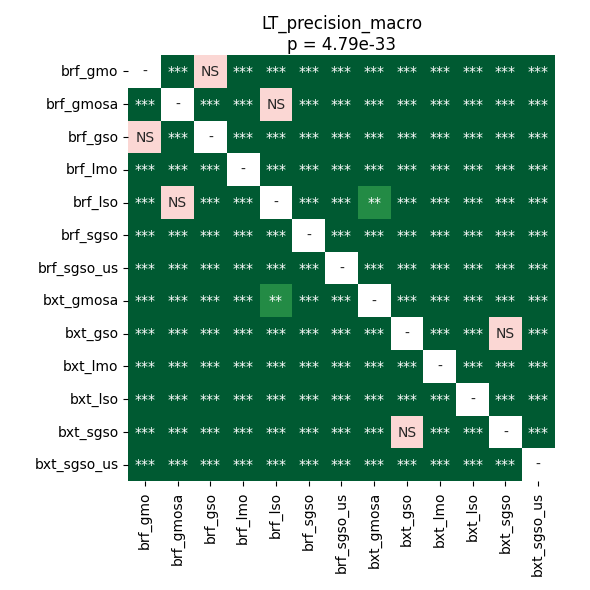 LT_precision_macro
p = 4.79e-33
brf_gmo - *** NS *** *** *** *** *** *** *** *** *** ***
brf_gmosa *** - *** *** NS *** *** *** *** *** *** *** ***
brf_gso NS *** - *** *** *** *** *** *** *** *** *** ***
brf_lmo *** *** *** - *** *** *** *** *** *** *** *** ***
brf_lso *** NS *** *** - *** *** ** *** *** *** *** ***
brf_sgso *** *** *** *** *** - *** *** *** *** *** *** ***
brf_sgso_us *** *** *** *** *** *** - *** *** *** *** *** ***
bxt_gmosa *** *** *** *** ** *** *** - *** *** *** *** ***
bxt_gso *** *** *** *** *** *** *** *** - *** *** NS ***
bxt_lmo *** *** *** *** *** *** *** *** *** - *** *** ***
bxt_lso *** *** *** *** *** *** *** *** *** *** - *** ***
bxt_sgso *** *** *** *** *** *** *** *** NS *** *** - ***
bxt_sgso_us *** *** *** *** *** *** *** *** *** *** *** *** -
brf_gmo brf_gmosa brf_gso brf_lmo brf_lso brf_sgso brf_sgso_us bxt_gmosa bxt_gso bxt_lmo bxt_lso bxt_sgso bxt_sgso_us